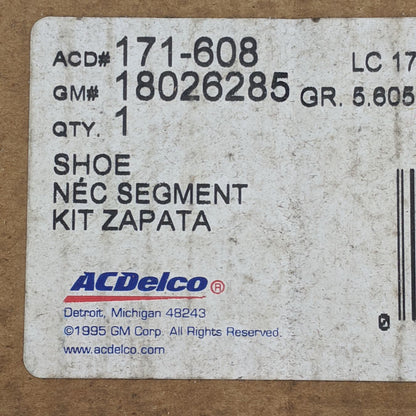 ACD# 171-608 LC 17
GM# 18026285 GR. 5.605
QTY. 1
SHOE
NÉC SEGMENT
KIT ZAPATA
ACDelco ®
Detroit, Michigan 48243
©1995 GM Corp. All Rights Reserved.
www.acdelco.com
0